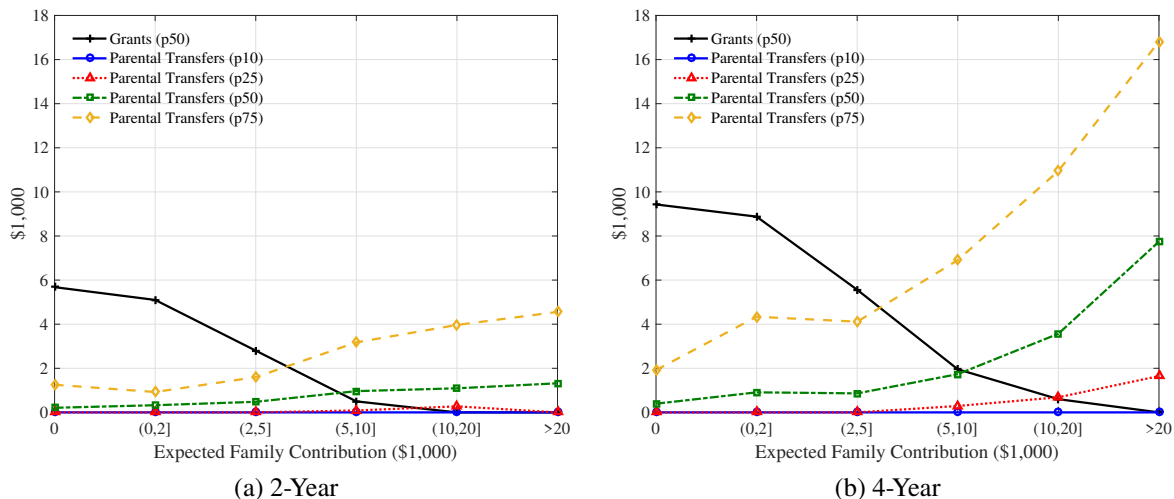 18
16
14
12
10
8
6
4
2
0
$1,000
Grants (p50)
Parental Transfers (p10)
Parental Transfers (p25)
Parental Transfers (p50)
Parental Transfers (p75)
0 (0,2] (2,5] (5,10] (10,20] >20
Expected Family Contribution ($1,000)
(a) 2-Year
18
16
14
12
10
8
6
4
2
0
$1,000
Grants (p50)
Parental Transfers (p10)
Parental Transfers (p25)
Parental Transfers (p50)
Parental Transfers (p75)
0 (0,2] (2,5] (5,10] (10,20] >20
Expected Family Contribution ($1,000)
(b) 4-Year